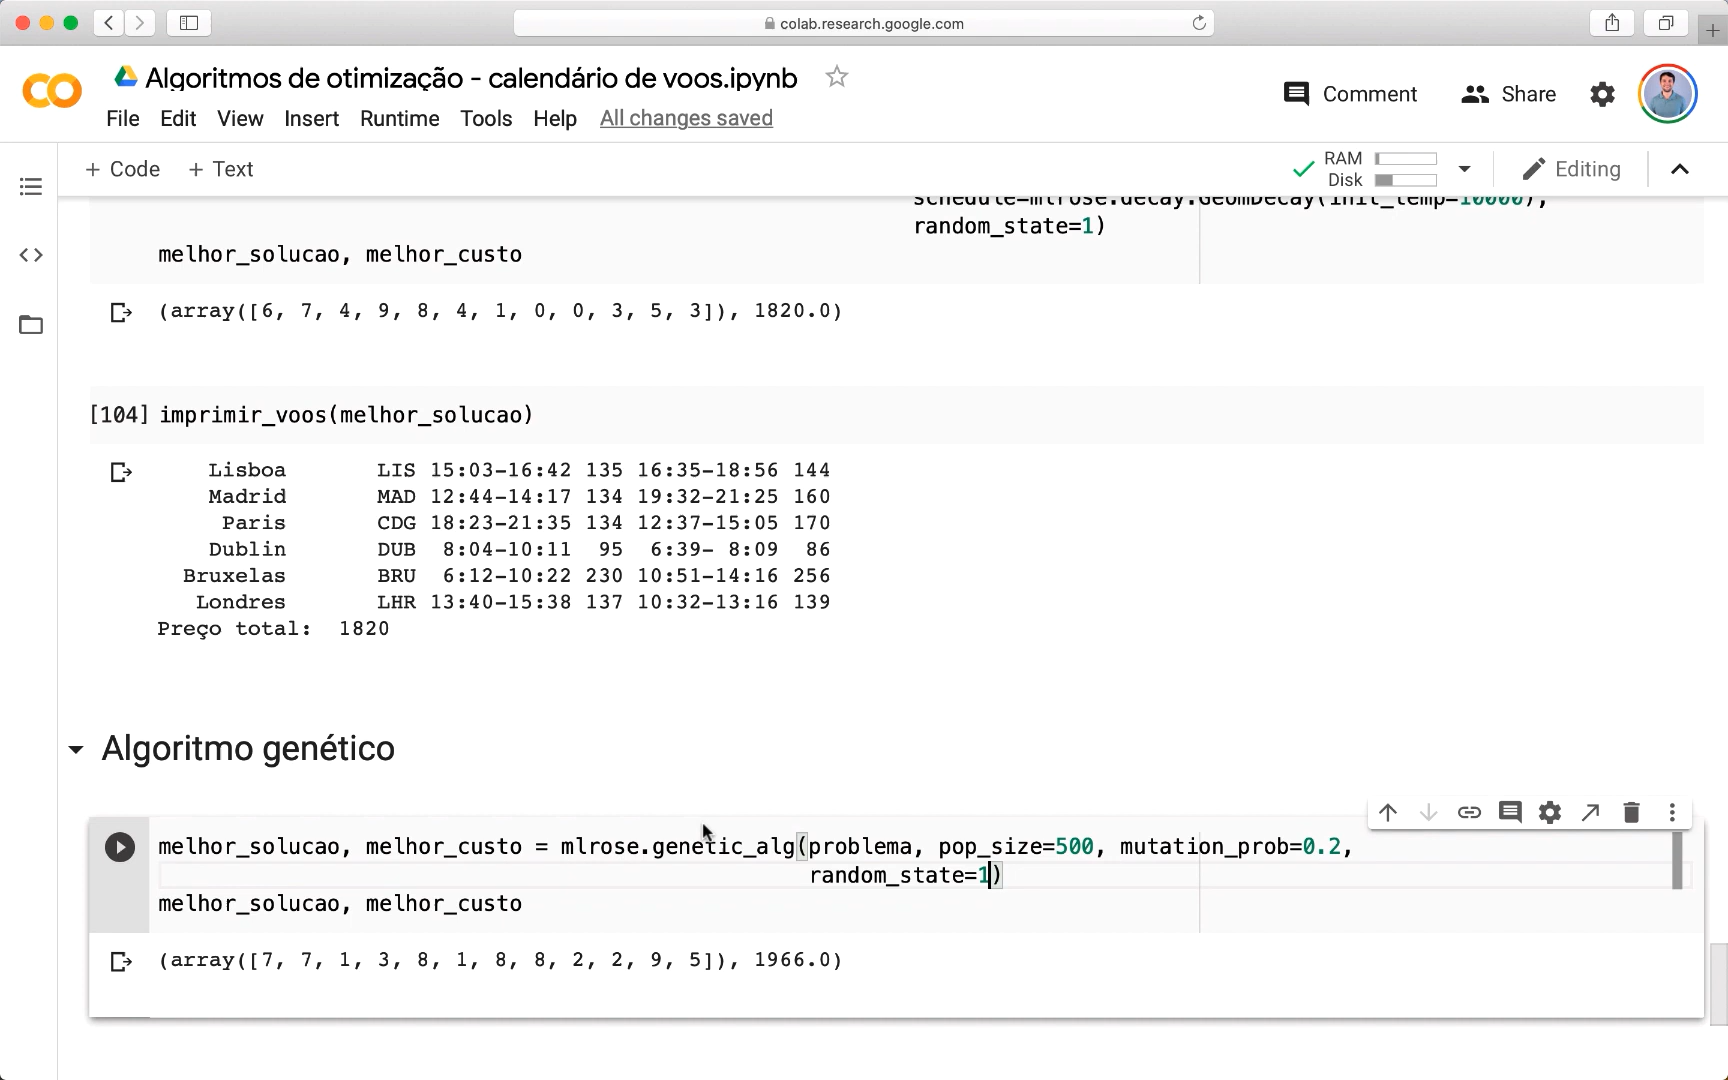 colab.research.google.com
Algoritmos de otimização - calendário de voos.ipynb
Comment
Share
File Edit View Insert Runtime Tools Help All changes saved
+ Code + Text
RAM
Disk
Editing
schedule=mlrose.decay.GeomDecay(init_temp=10000),
random_state=1)
melhor_solucao, melhor_custo
(array([6, 7, 4, 9, 8, 4, 1, 0, 0, 3, 5, 3]), 1820.0)
[104] imprimir_voos(melhor_solucao)
Lisboa LIS 15:03-16:42 135 16:35-18:56 144
Madrid MAD 12:44-14:17 134 19:32-21:25 160
Paris CDG 18:23-21:35 134 12:37-15:05 170
Dublin DUB 8:04-10:11 95 6:39- 8:09 86
Bruxelas BRU 6:12-10:22 230 10:51-14:16 256
Londres LHR 13:40-15:38 137 10:32-13:16 139
Preço total: 1820
Algoritmo genético
melhor_solucao, melhor_custo = mlrose.genetic_alg(problema, pop_size=500, mutation_prob=0.2,
random_state=1)
melhor_solucao, melhor_custo
(array([7, 7, 1, 3, 8, 1, 8, 8, 2, 2, 9, 5]), 1966.0)